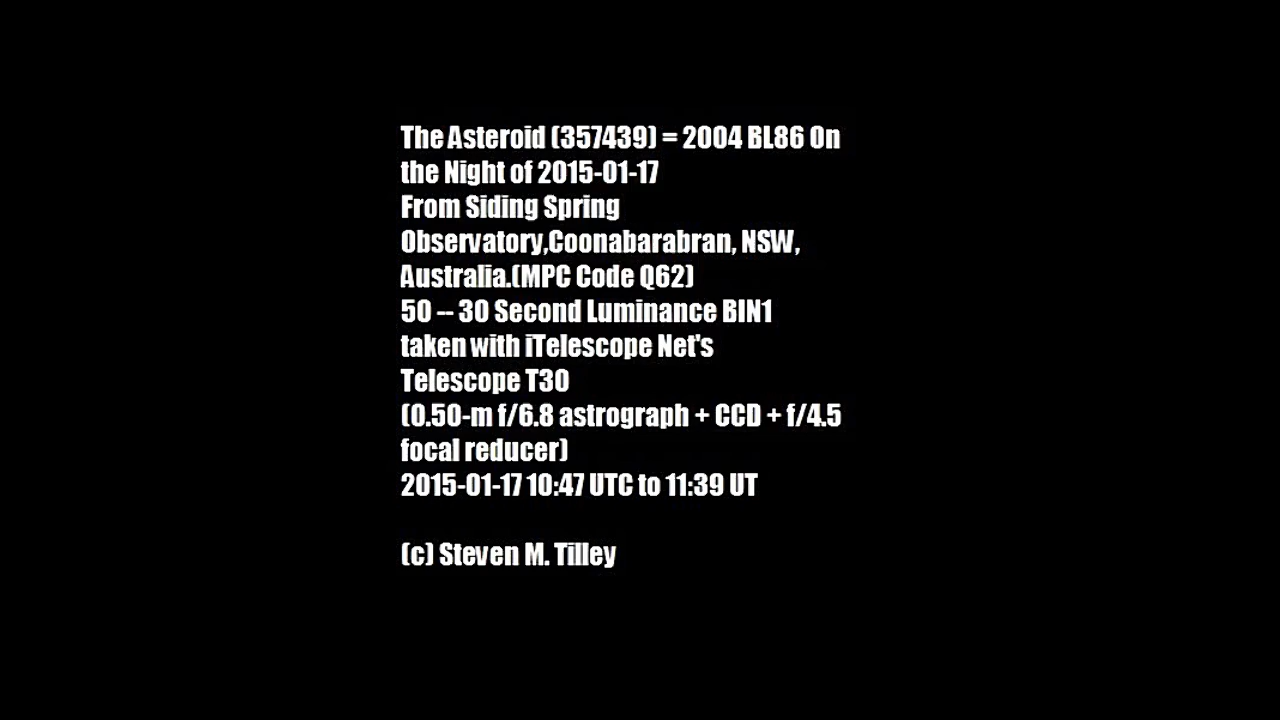 The Asteroid (357439) = 2004 BL86 On
the Night of 2015-01-17
From Siding Spring
Observatory,Coonabarabran, NSW,
Australia.(MPC Code Q62)
50 -- 30 Second Luminance BIN1
taken with iTelescope Net's
Telescope T30
(0.50-m f/6.8 astrograph + CCD + f/4.5
focal reducer)
2015-01-17 10:47 UTC to 11:39 UT
(c) Steven M. Tilley